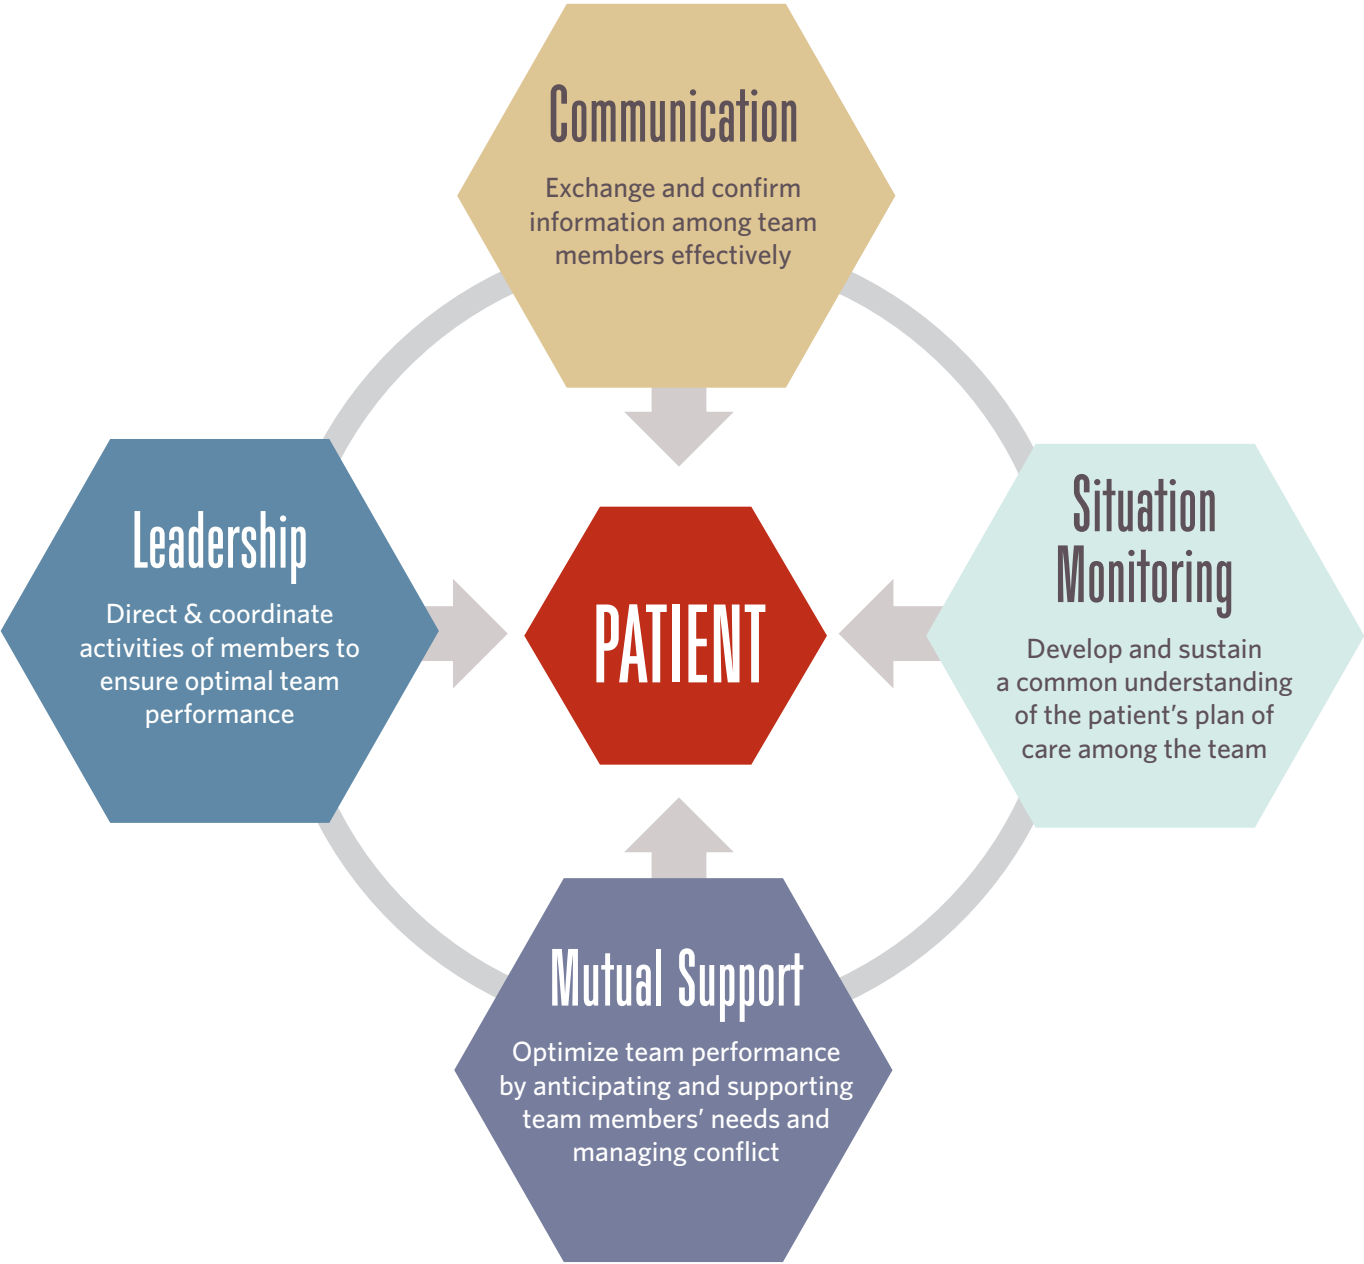 Communication
Exchange and confirm
information among team
members effectively
Leadership
Direct & coordinate
activities of members to
ensure optimal team
performance
PATIENT
Situation
Monitoring
Develop and sustain
a common understanding
of the patient’s plan of
care among the team
Mutual Support
Optimize team performance
by anticipating and supporting
team members’ needs and
managing conflict